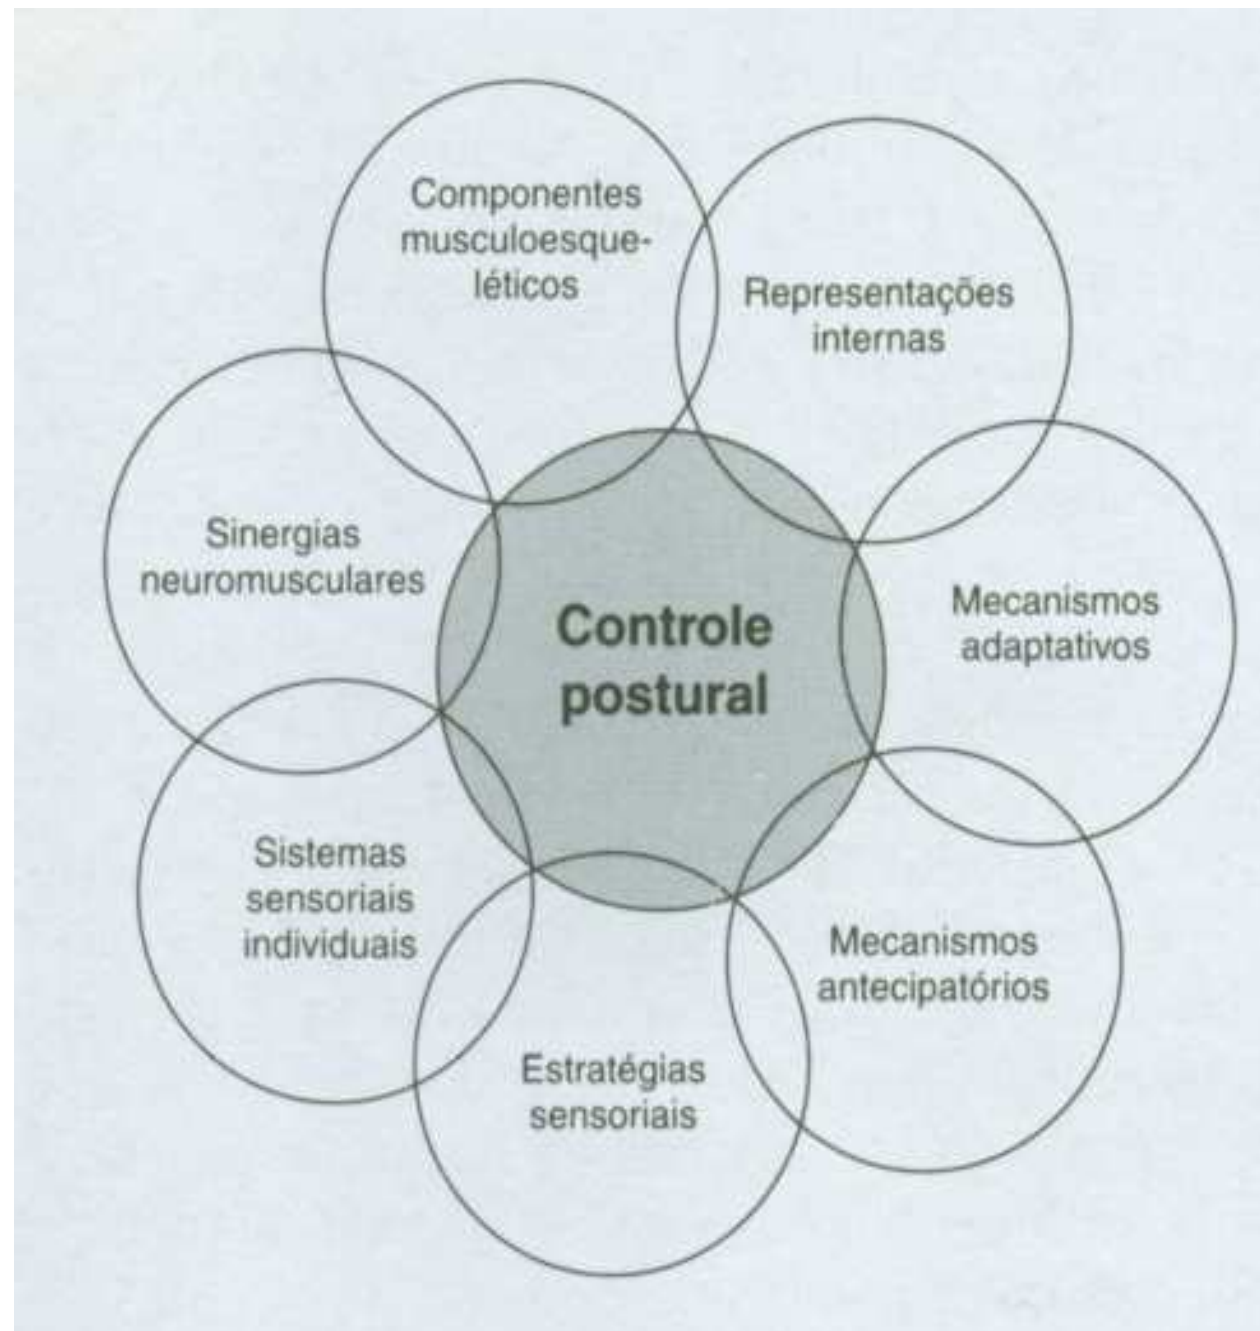 Componentes
musculoesque-
léticos
Representações
internas
Mecanismos
adaptativos
Mecanismos
antecipatórios
Estratégias
sensoriais
Sistemas
sensoriais
individuais
Sinergias
neuromusculares
Controle
postural